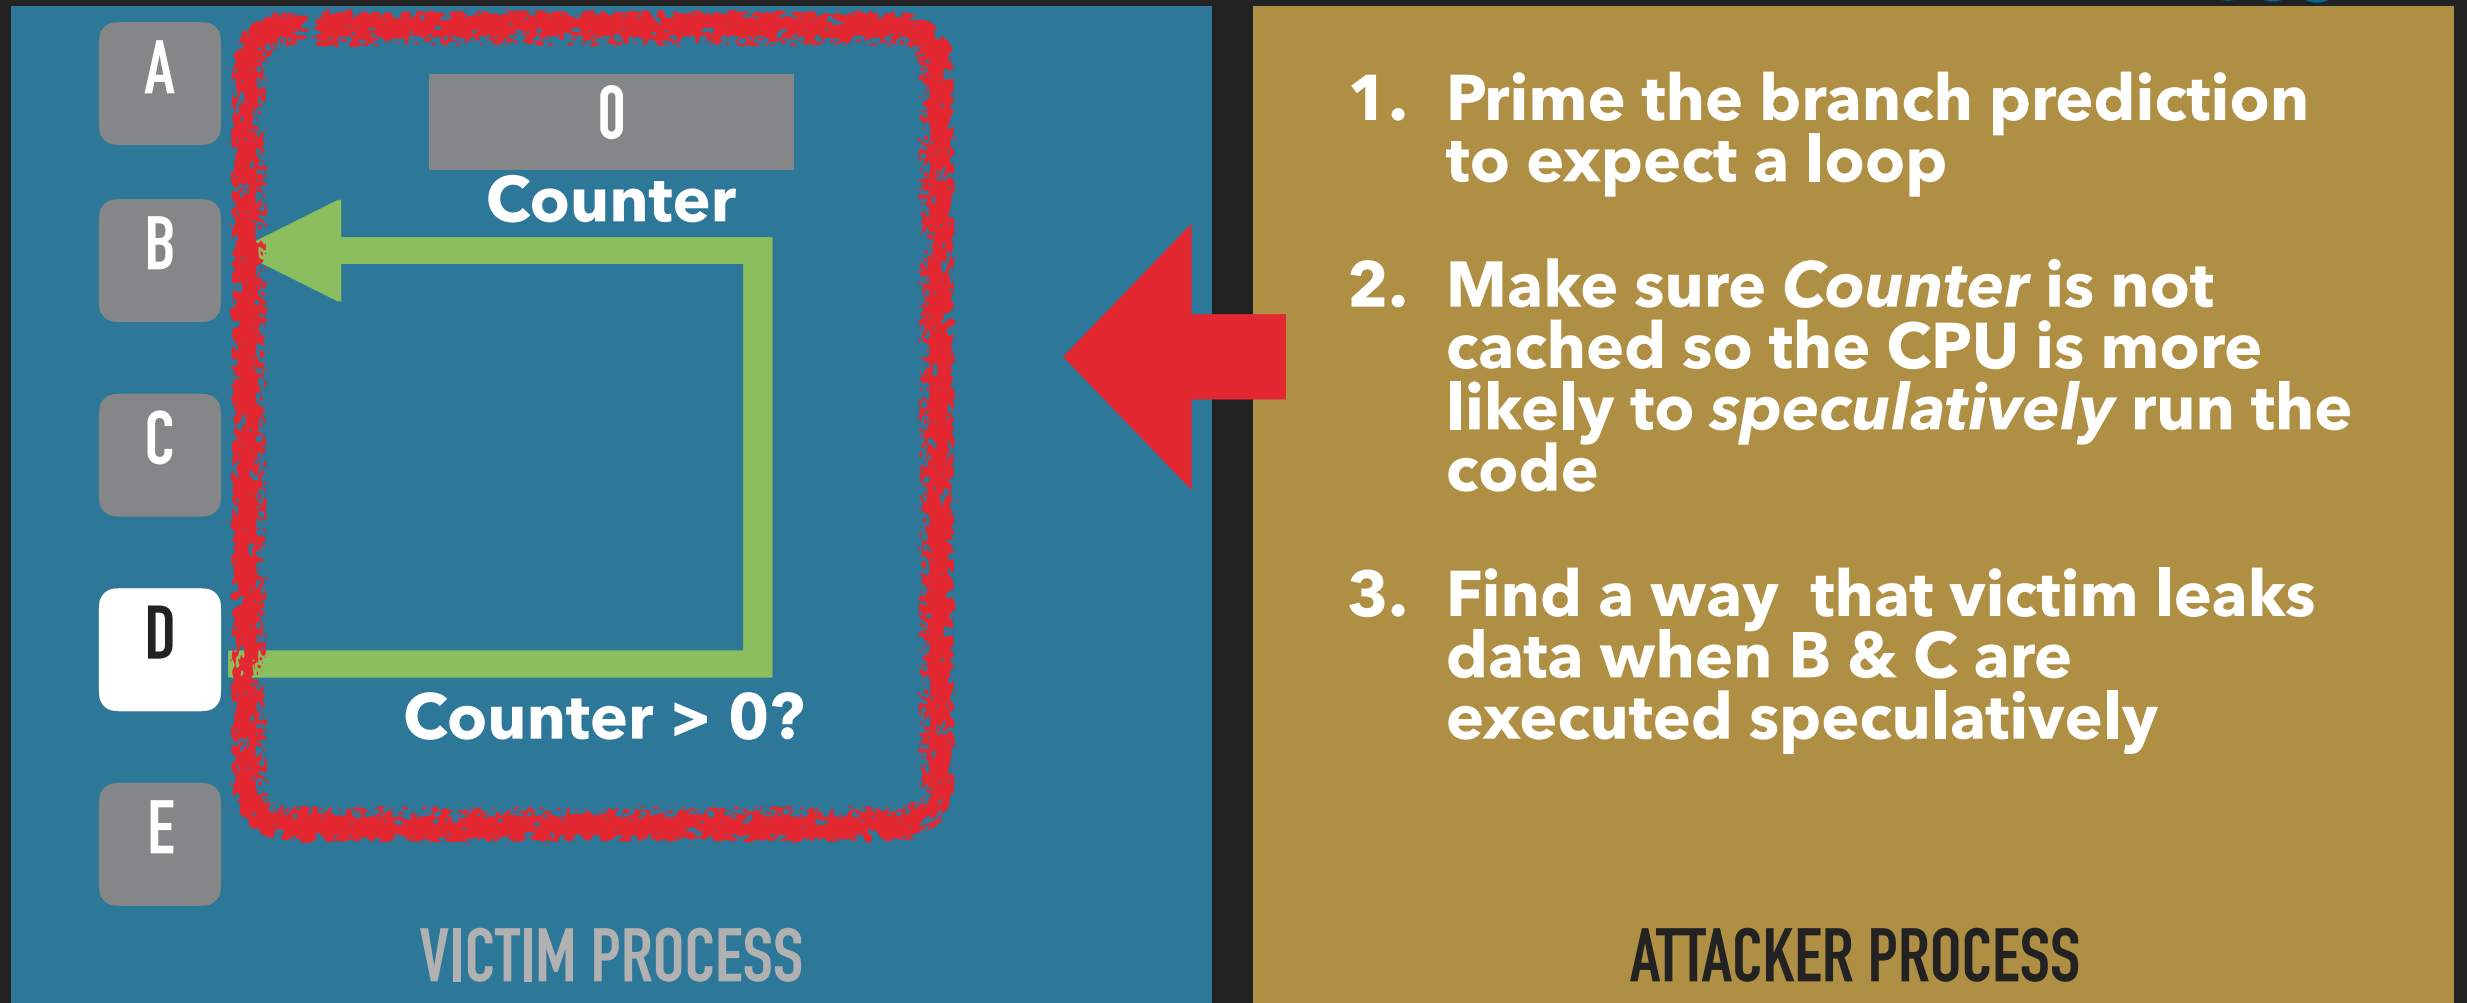 A
0
Counter
B
C
D
Counter > 0?
E
VICTIM PROCESS
1. Prime the branch prediction
to expect a loop
2. Make sure Counter is not
cached so the CPU is more
likely to speculatively run the
code
3. Find a way  that victim leaks
data when B & C are
executed speculatively
ATTACKER PROCESS